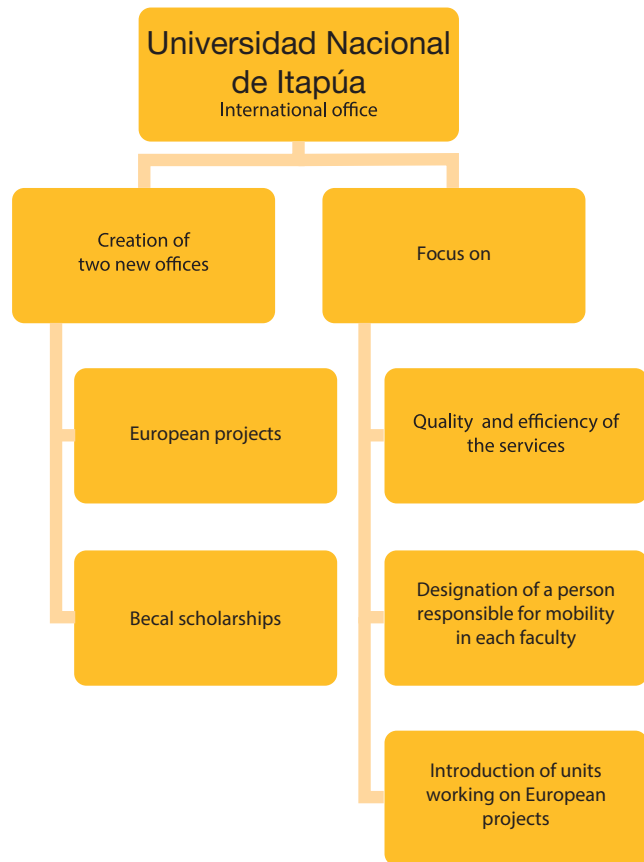 Universidad Nacional
de Itapúa
International office
Creation of
two new offices
Focus on
European projects
Becal scholarships
Quality and efficiency of
the services
Designation of a person
responsible for mobility
in each faculty
Introduction of units
working on European
projects